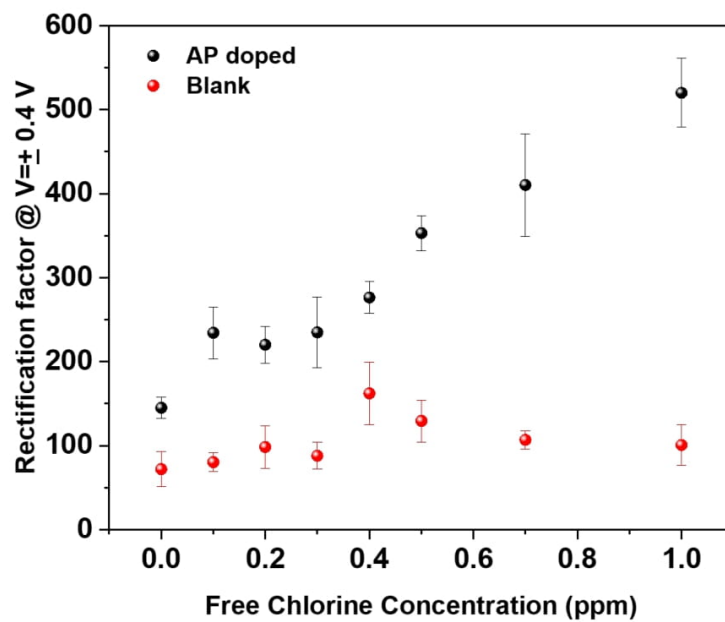 600
500
400
300
200
100
0
Rectification factor @ V=± 0.4 V
AP doped
Blank
0.0 0.2 0.4 0.6 0.8 1.0
Free Chlorine Concentration (ppm)